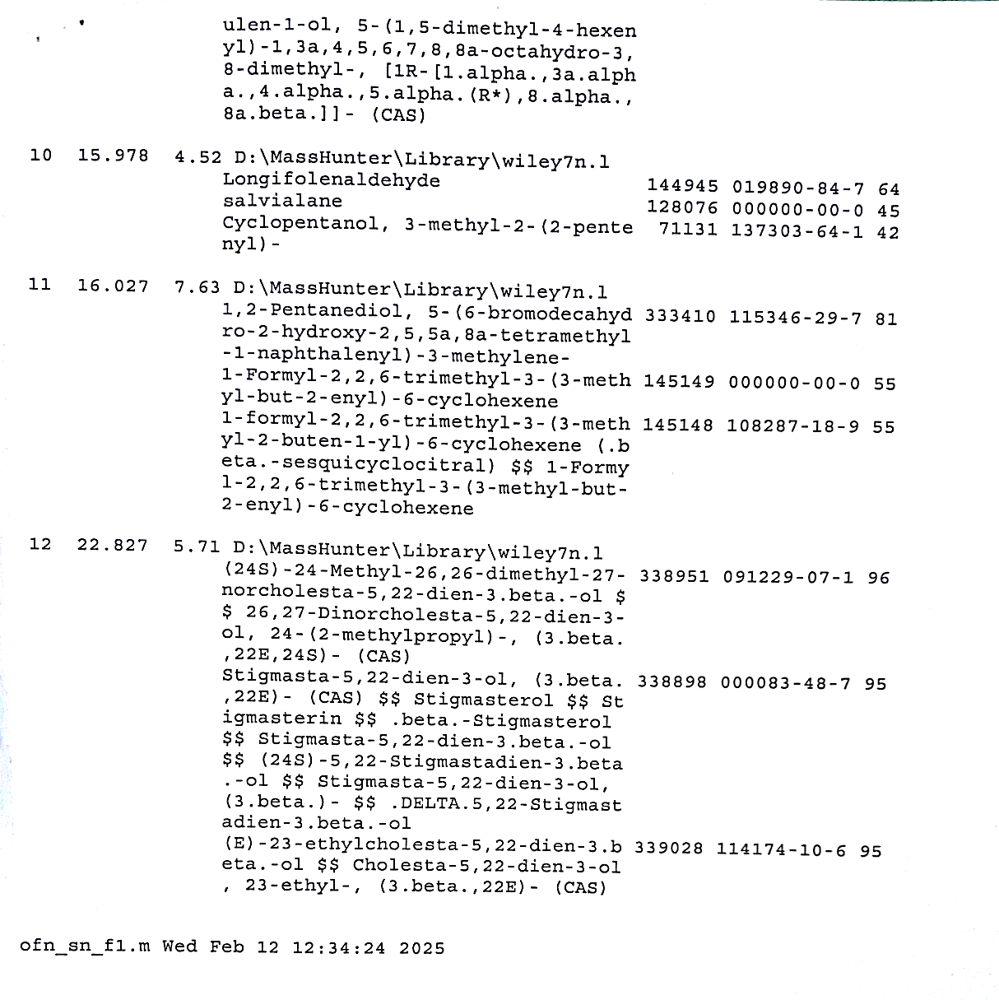 ulen-1-ol, 5-(1,5-dimethyl-4-hexen
yl)-1,3a,4,5,6,7,8,8a-octahydro-3,
8-dimethyl-, [1R-[1.alpha.,3a.alph
a.,4.alpha.,5.alpha.(R*),8.alpha.,
8a.beta.]]- (CAS)
10 15.978 4.52 D:\MassHunter\Library\wiley7n.l
Longifolenaldehyde 144945 019890-84-7 64
salvialane 128076 000000-00-0 45
Cyclopentanol, 3-methyl-2-(2-pente 71131 137303-64-1 42
nyl)-
11 16.027 7.63 D:\MassHunter\Library\wiley7n.l
1,2-Pentanediol, 5-(6-bromodecahyd 333410 115346-29-7 81
ro-2-hydroxy-2,5,5a,8a-tetramethyl
-1-naphthalenyl)-3-methylene-
1-Formyl-2,2,6-trimethyl-3-(3-meth 145149 000000-00-0 55
yl-but-2-enyl)-6-cyclohexene
1-formyl-2,2,6-trimethyl-3-(3-meth 145148 108287-18-9 55
yl-2-buten-1-yl)-6-cyclohexene (.b
eta.-sesquicyclocitral) $$ 1-Formy
l-2,2,6-trimethyl-3-(3-methyl-but-
2-enyl)-6-cyclohexene
12 22.827 5.71 D:\MassHunter\Library\wiley7n.l
(24S)-24-Methyl-26,26-dimethyl-27- 338951 091229-07-1 96
norcholesta-5,22-dien-3.beta.-ol $
$ 26,27-Dinorcholesta-5,22-dien-3-
ol, 24-(2-methylpropyl)-, (3.beta.
,22E,24S)- (CAS)
Stigmasta-5,22-dien-3-ol, (3.beta. 338898 000083-48-7 95
,22E)- (CAS) $$ Stigmasterol $$ St
igmasterin $$ .beta.-Stigmasterol
$$ Stigmasta-5,22-dien-3.beta.-ol
$$ (24S)-5,22-Stigmastadien-3.beta
.-ol $$ Stigmasta-5,22-dien-3-ol,
(3.beta.)- $$ .DELTA.5,22-Stigmast
adien-3.beta.-ol
(E)-23-ethylcholesta-5,22-dien-3.b 339028 114174-10-6 95
eta.-ol $$ Cholesta-5,22-dien-3-ol
, 23-ethyl-, (3.beta.,22E)- (CAS)
ofn_sn_f1.m Wed Feb 12 12:34:24 2025